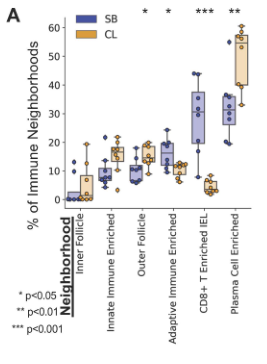 A
SB
CL
* * *** **
% of Immune Neighborhoods
60
50
40
30
20
10
0
Neighborhood
Inner Follicle
Innate Immune Enriched
Outer Follicle
Adaptive Immune Enriched
CD8+ T Enriched IEL
Plasma Cell Enriched
* p<0.05
** p<0.01
*** p<0.001